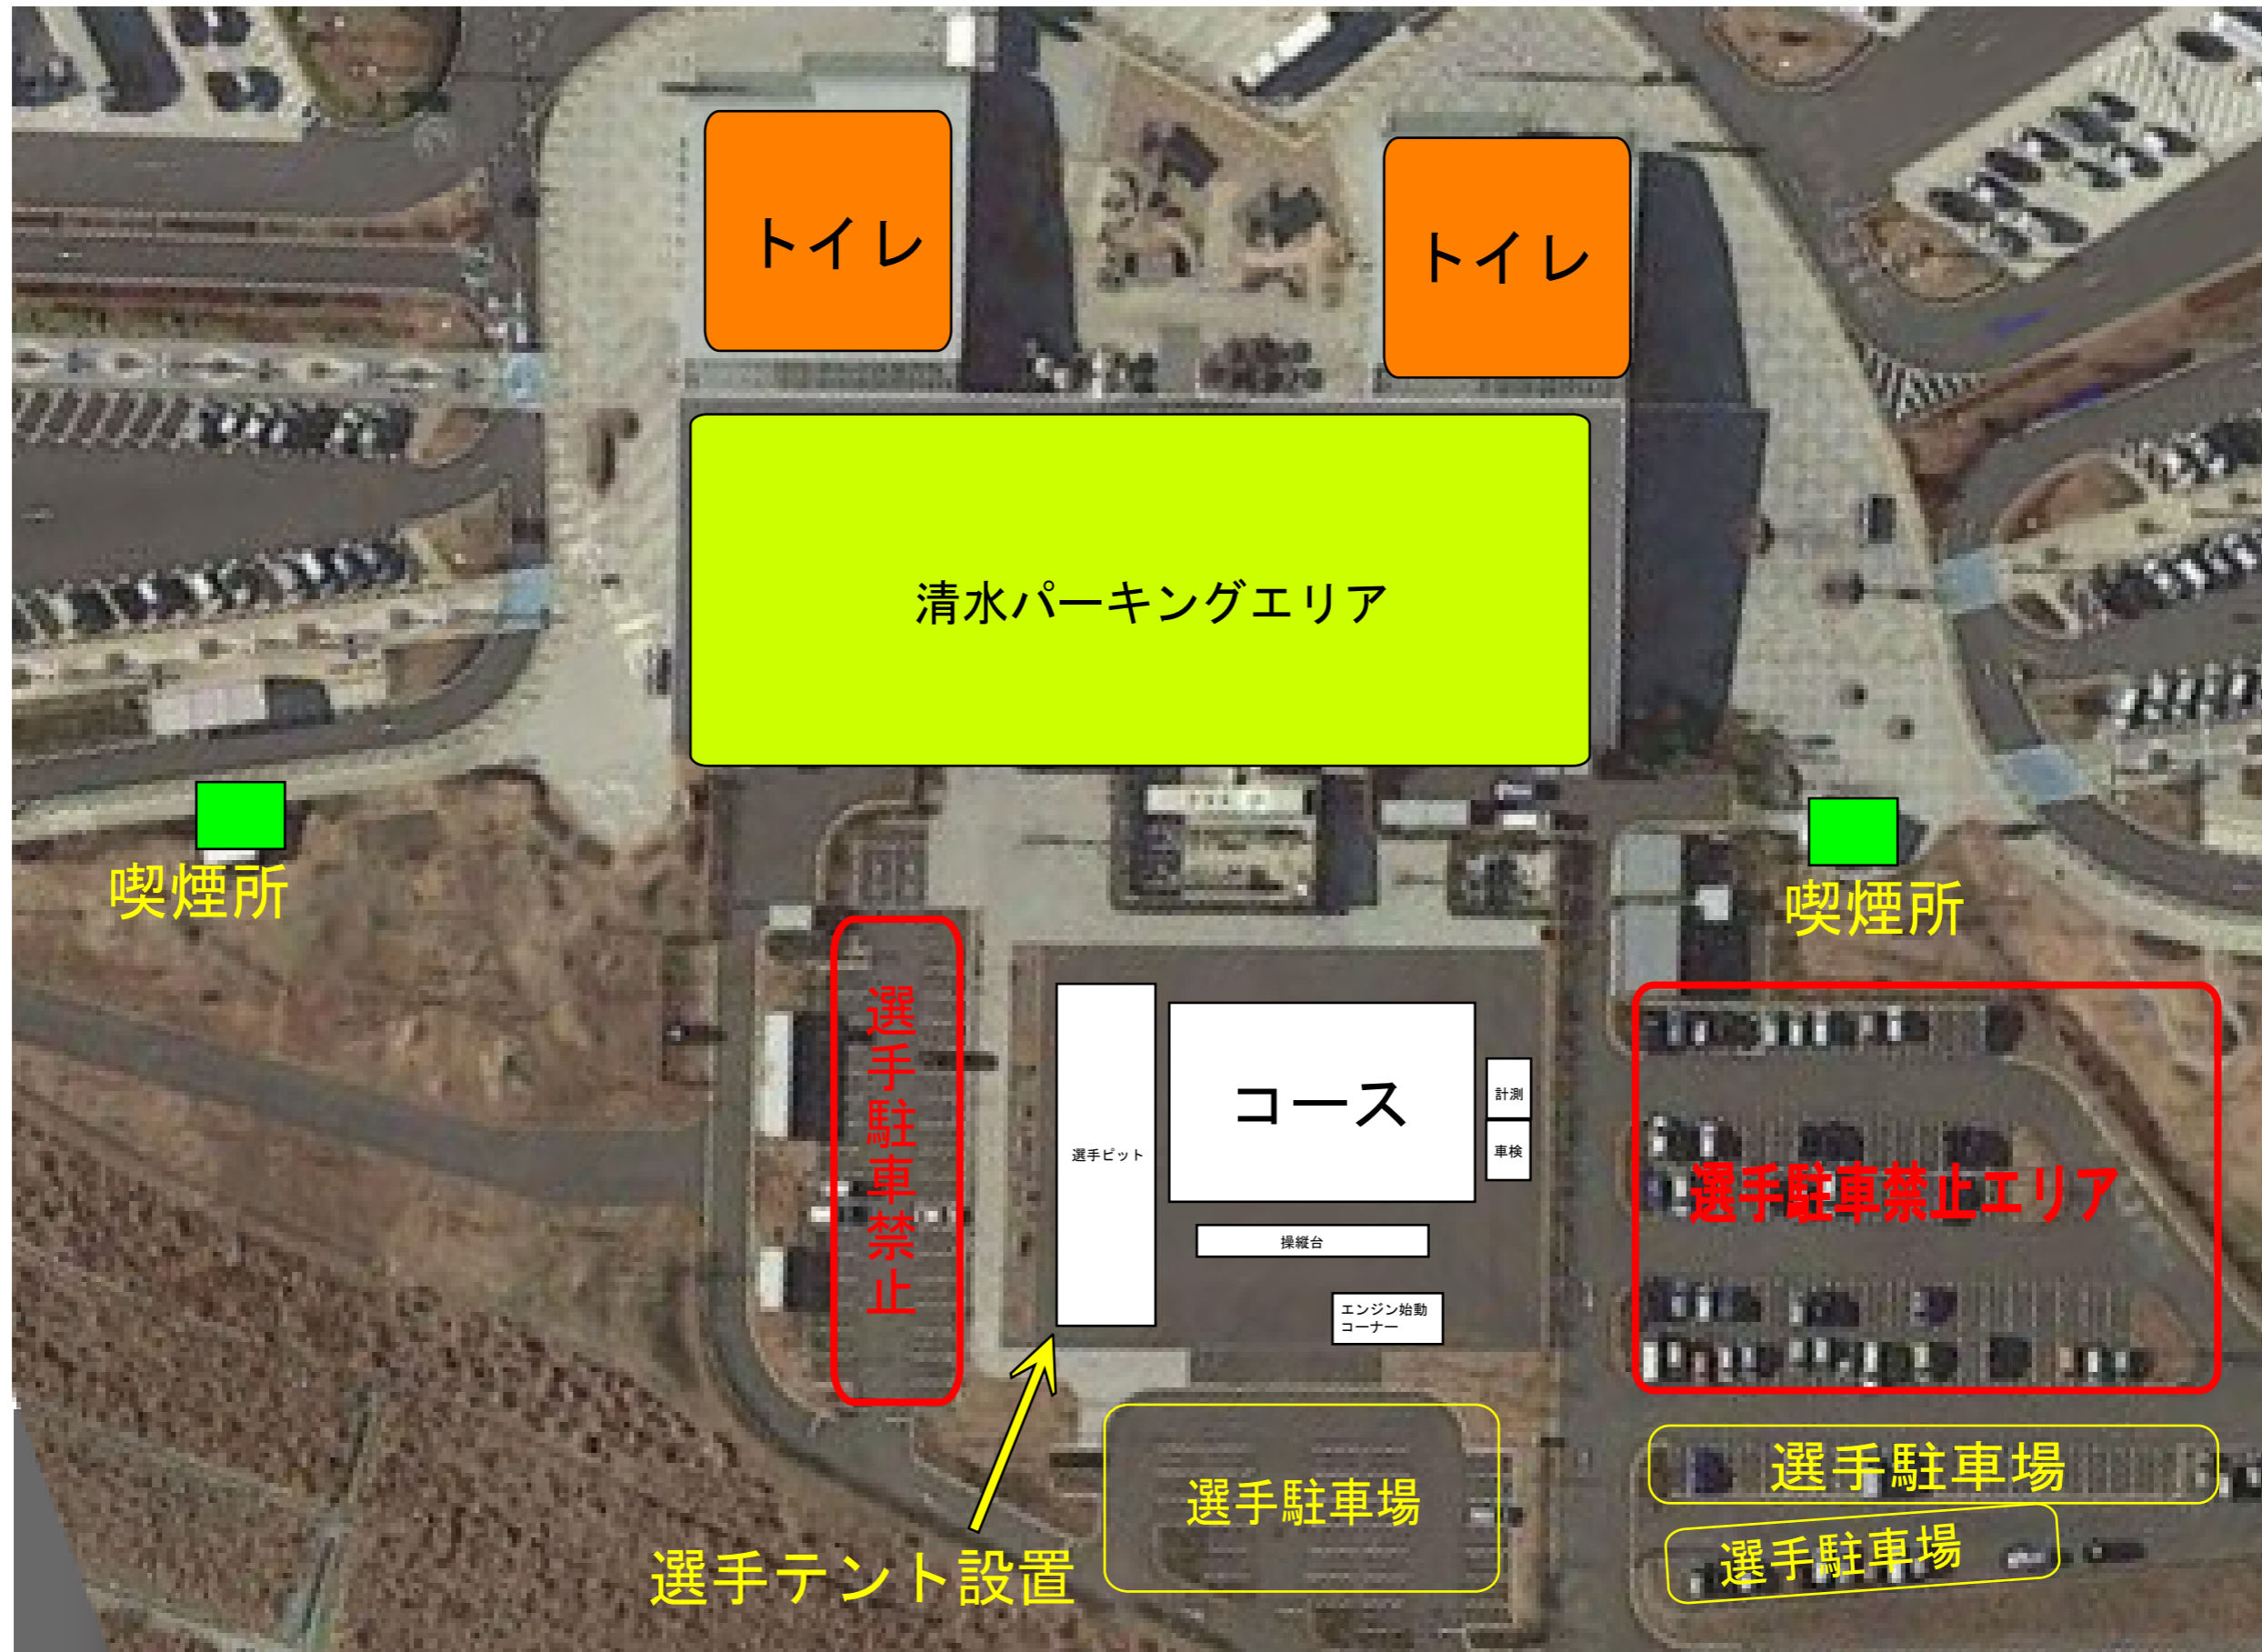 トイレ
トイレ
清水パーキングエリア
喫煙所
喫煙所
選手駐車禁止
選手ピット
コース
計測
車検
選手駐車禁止エリア
操縦台
エンジン始動
コーナー
選手駐車場
選手駐車場
選手駐車場
選手テント設置